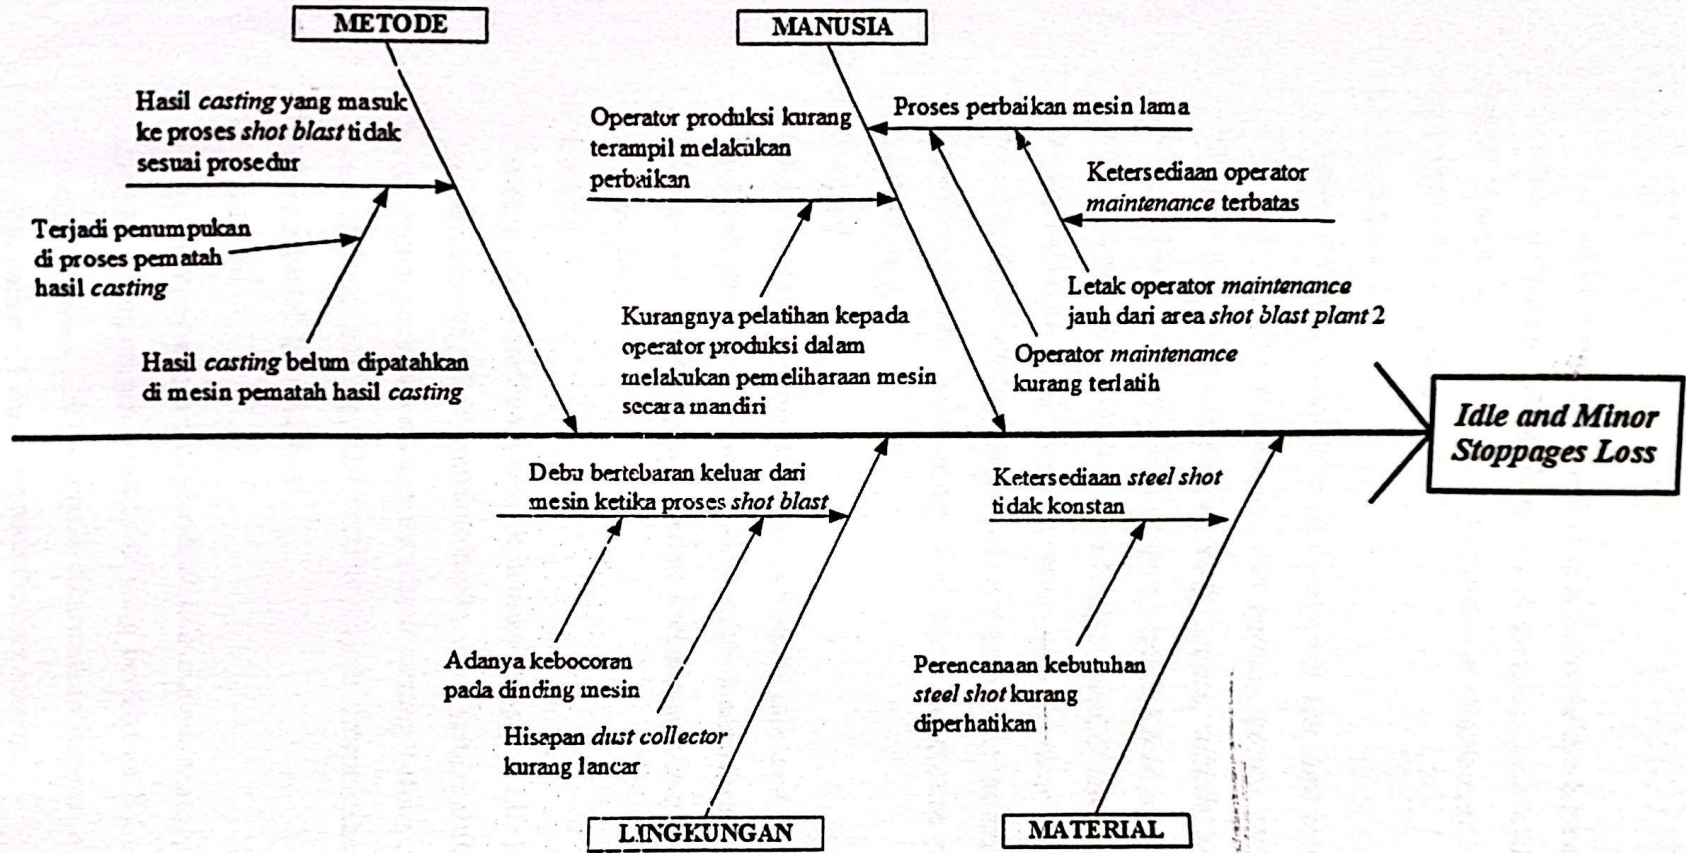 METODE
MANUSIA
Hasil casting yang masuk
ke proses shot blast tidak
sesuai prosedur
Terjadi penumpukan
di proses pematah
hasil casting
Hasil casting belum dipatahkan
di mesin pematah hasil casting
Operator produksi kurang
terampil melakukan
perbaikan
Kurangnya pelatihan kepada
operator produksi dalam
melakukan pemeliharaan mesin
secara mandiri
Proses perbaikan mesin lama
Ketersediaan operator
maintenance terbatas
Letak operator maintenance
jauh dari area shot blast plant 2
Operator maintenance
kurang terlatih
Idle and Minor
Stoppages Loss
Debu bertebaran keluar dari
mesin ketika proses shot blast
Adanya kebocoran
pada dinding mesin
Hisapan dust collector
kurang lancar
Ketersediaan steel shot
tidak konstan
Perencanaan kebutuhan
steel shot kurang
diperhatikan
LINGKUNGAN
MATERIAL